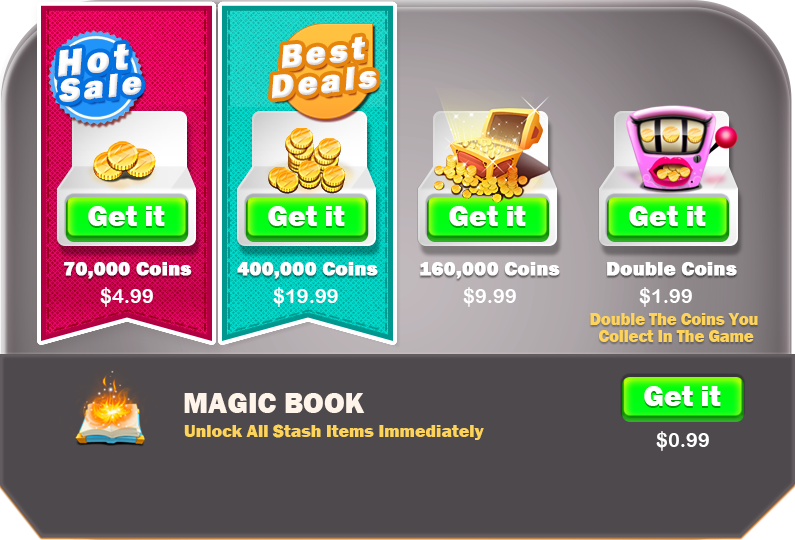 Hot
Sale
Best
Deals
Get it
Get it
Get it
Get it
70,000 Coins
400,000 Coins
160,000 Coins
Double Coins
$4.99
$19.99
$9.99
$1.99
Double The Coins You
Collect In The Game
MAGIC BOOK
Unlock All Stash Items Immediately
Get it
$0.99